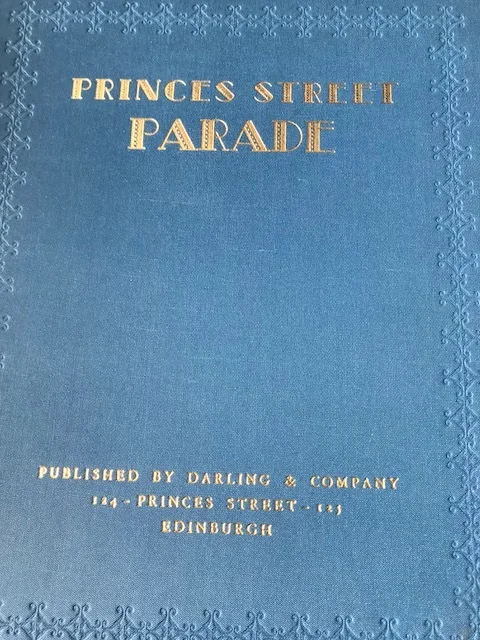 PRINCES STREET
PARADE
PUBLISHED BY DARLING & COMPANY
124 - PRINCES STREET - 125
EDINBURGH